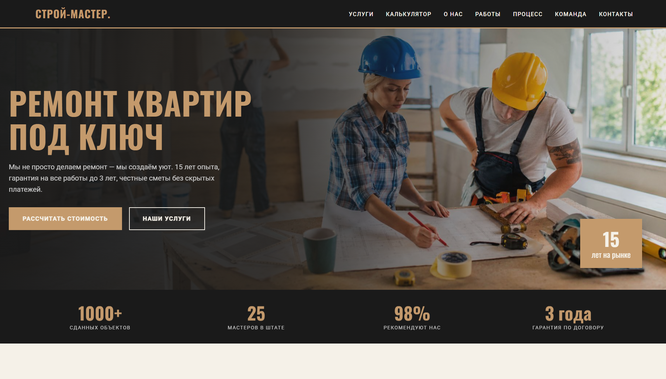 СТРОЙ-МАСТЕР.
УСЛУГИ КАЛЬКУЛЯТОР О НАС РАБОТЫ ПРОЦЕСС КОМАНДА КОНТАКТЫ
РЕМОНТ КВАРТИР
ПОД КЛЮЧ
Мы не просто делаем ремонт — мы создаём уют. 15 лет опыта,
гарантия на все работы до 3 лет, честные сметы без скрытых
платежей.
РАССЧИТАТЬ СТОИМОСТЬ НАШИ УСЛУГИ
15
лет на рынке
1000+ 25 98% 3 года
СДАННЫХ ОБЪЕКТОВ МАСТЕРОВ В ШТАТЕ РЕКОМЕНДУЮТ НАС ГАРАНТИЯ ПО ДОГОВОРУ